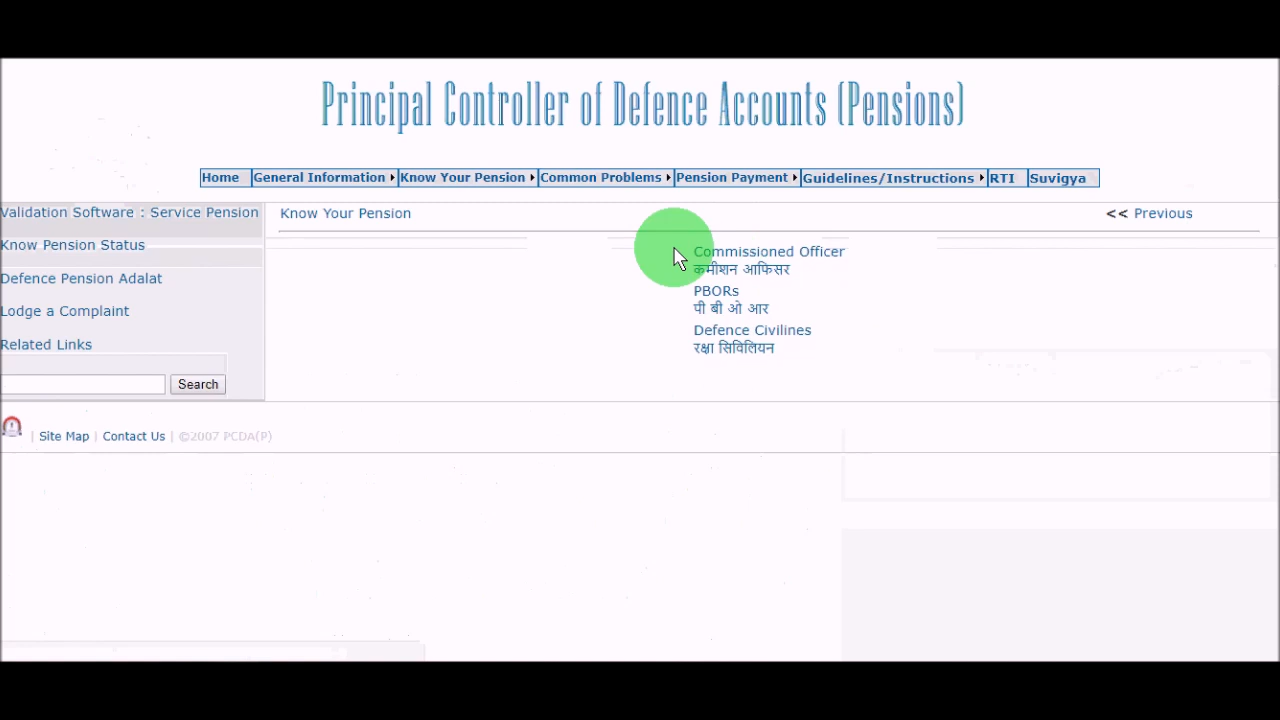 Principal Controller of Defence Accounts (Pensions)
Home General Information Know Your Pension Common Problems Pension Payment Guidelines/Instructions RTI Suvigya
Validation Software : Service Pension
Know Pension Status
Defence Pension Adalat
Lodge a Complaint
Related Links
Search
Know Your Pension
<< Previous
Commissioned Officer
कमीशन आफिसर
PBORs
पी बी ओ आर
Defence Civilines
रक्षा सिविलियन
| Site Map | Contact Us | ©2007 PCDA(P)